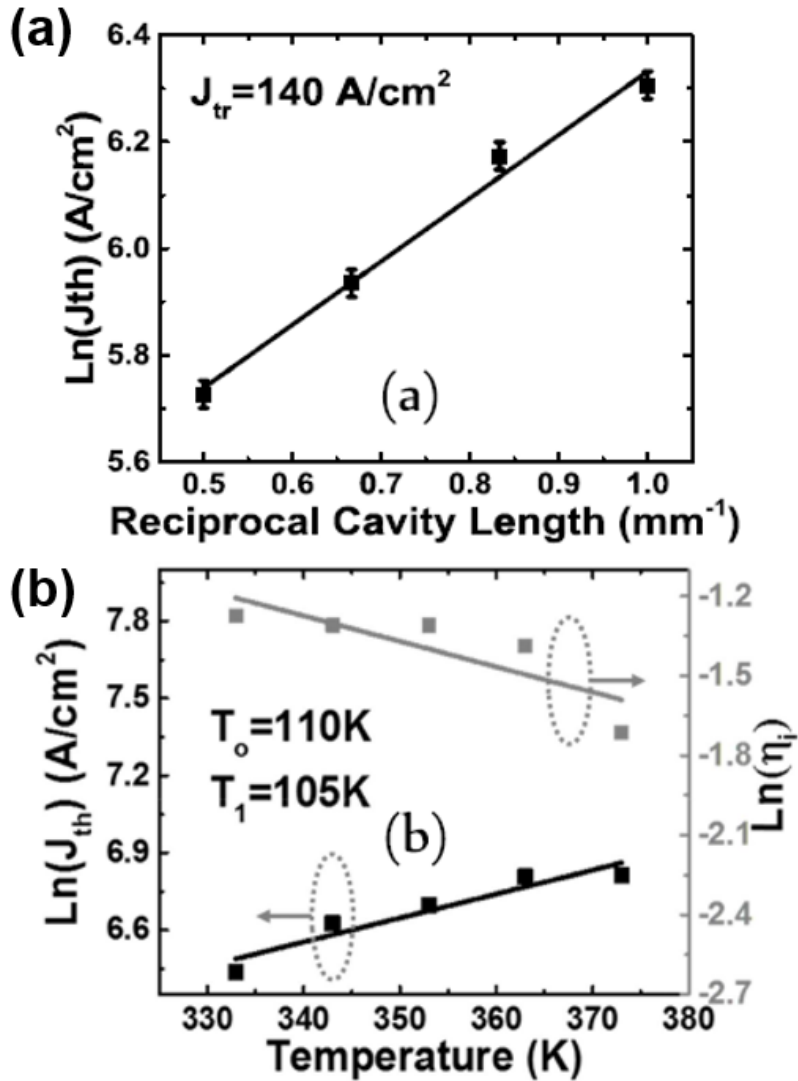 (a)
6.4
6.2
6.0
5.8
5.6
Ln(Jth) (A/cm²)
J_tr=140 A/cm²
(a)
0.5 0.6 0.7 0.8 0.9 1.0
Reciprocal Cavity Length (mm⁻¹)
(b)
7.8
7.5
7.2
6.9
6.6
Ln(J_th) (A/cm²)
T_o=110K
T_1=105K
(b)
-1.2
-1.5
-1.8
-2.1
-2.4
-2.7
Ln(η_i)
330 340 350 360 370 380
Temperature (K)